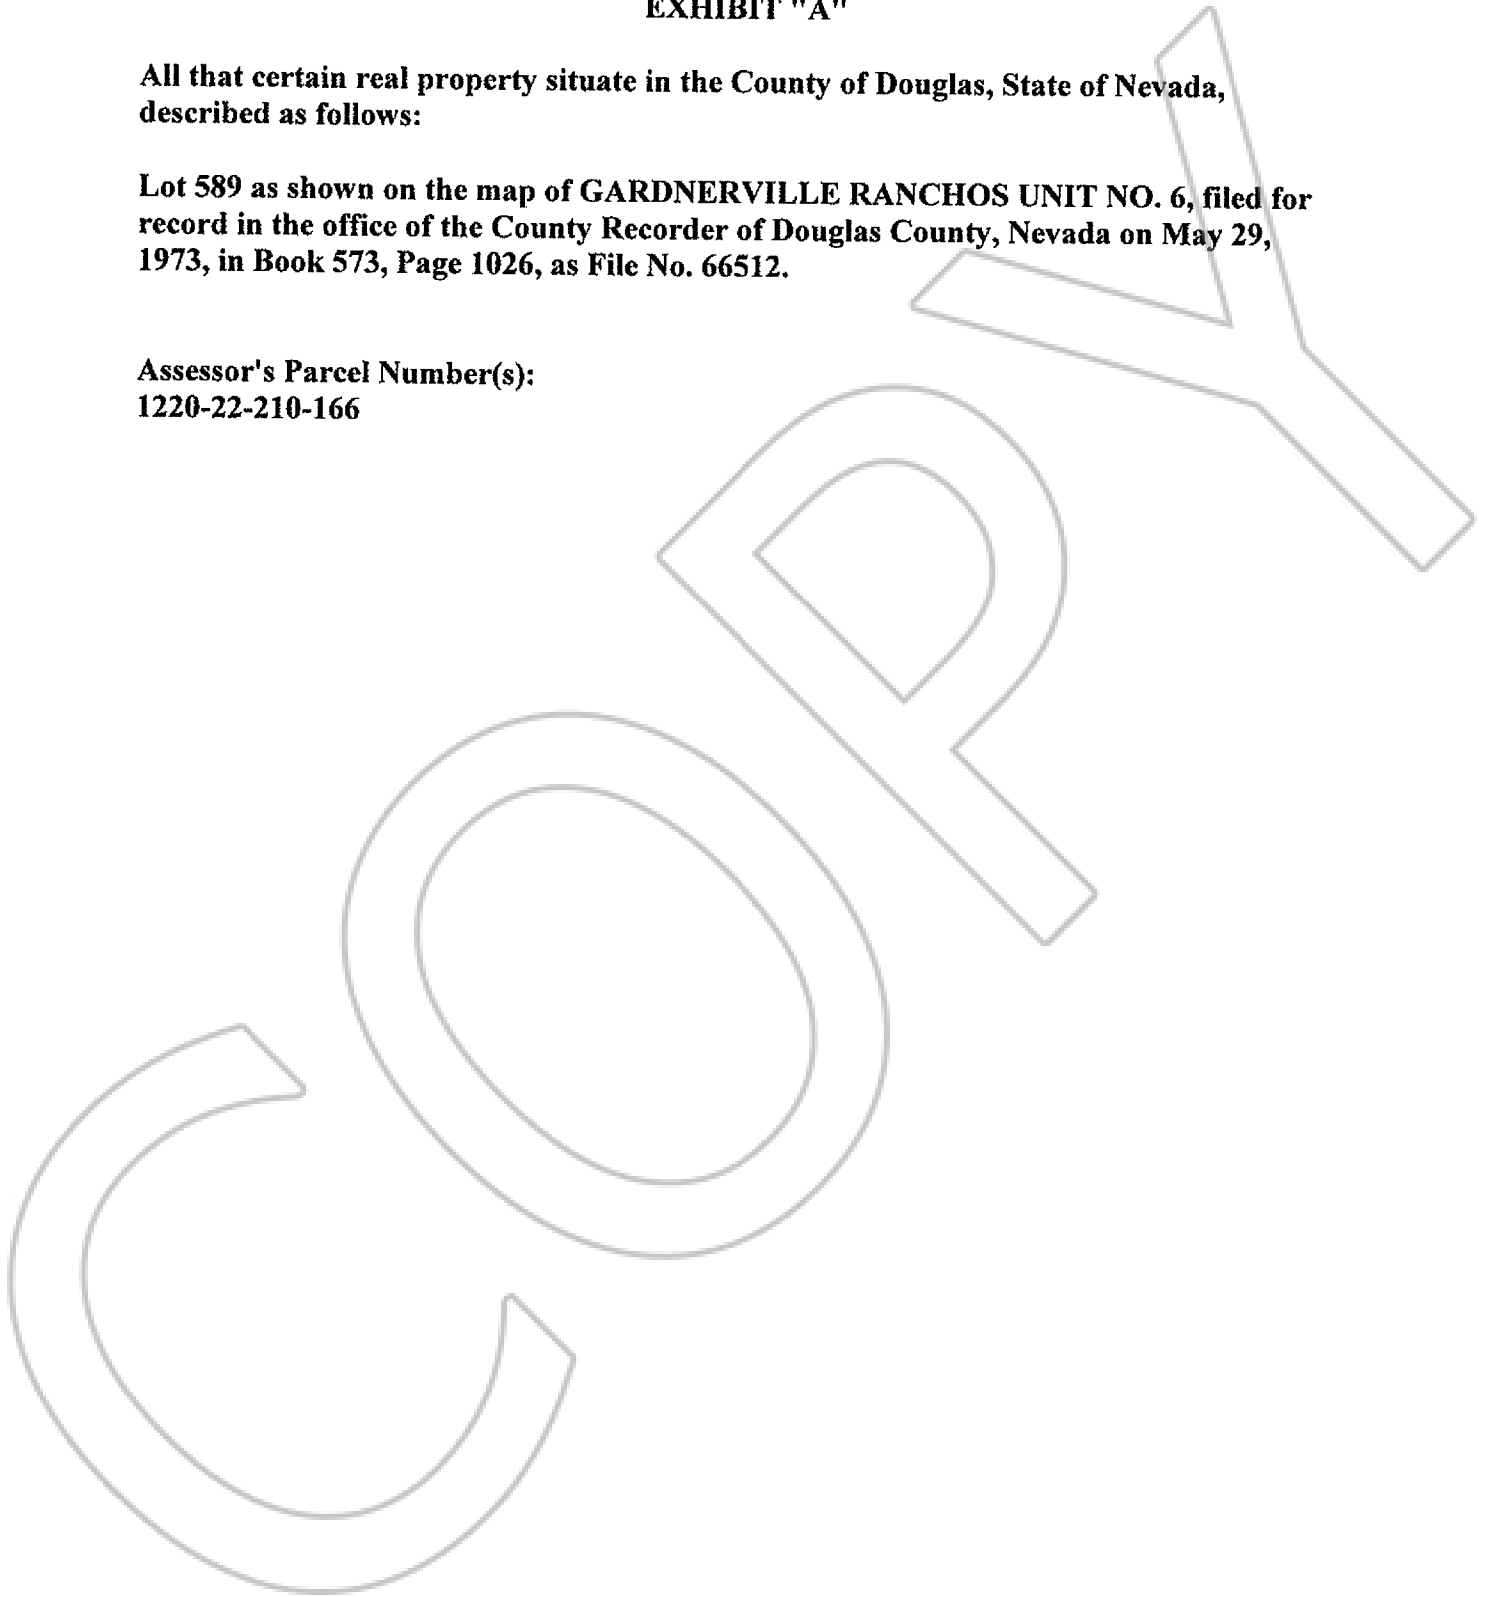 EXHIBIT "A"
All that certain real property situate in the County of Douglas, State of Nevada,
described as follows:
Lot 589 as shown on the map of GARDNERVILLE RANCHOS UNIT NO. 6, filed for
record in the office of the County Recorder of Douglas County, Nevada on May 29,
1973, in Book 573, Page 1026, as File No. 66512.
Assessor's Parcel Number(s):
1220-22-210-166
COPY